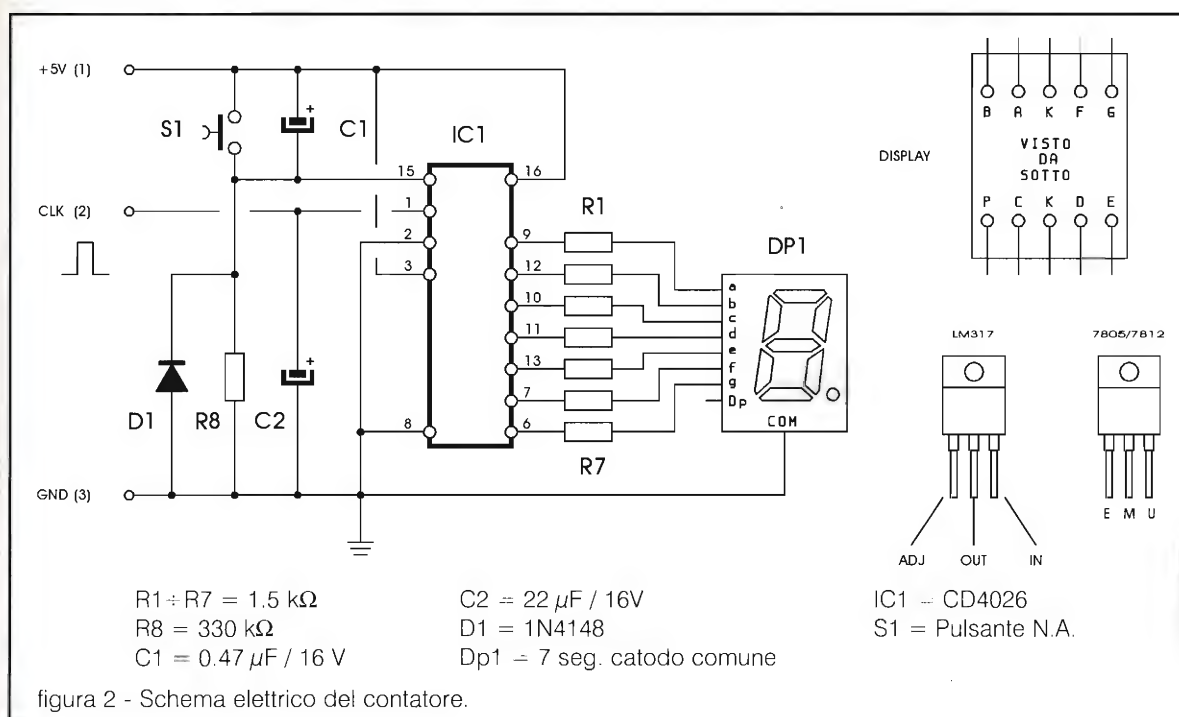 +5V (1)
S1
+
C1
IC1
15
16
CLK (2)
1
2
3
8
9
12
10
11
13
7
6
R1
R7
DP1
a
b
c
d
e
f
g
Dp
COM
D1
R8
+
C2
GND (3)
DISPLAY
B A K F G
VISTO
DA
SOTTO
P C K D E
LM317
ADJ OUT IN
7805/7812
E M U
R1÷R7 = 1.5 kΩ
R8 = 330 kΩ
C1 = 0.47 µF / 16 V
C2 = 22 µF / 16V
D1 = 1N4148
Dp1 = 7 seg. catodo comune
IC1 = CD4026
S1 = Pulsante N.A.
figura 2 - Schema elettrico del contatore.